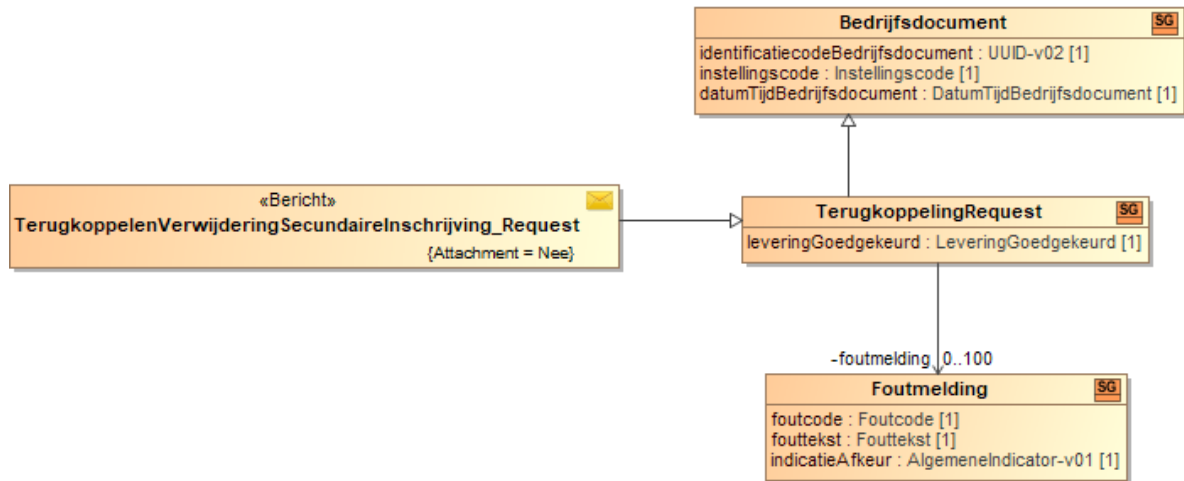 Bedrijfsdocument
SG
identificatiecodeBedrijfsdocument : UUID-v02 [1]
instellingscode : Instellingscode [1]
datumTijdBedrijfsdocument : DatumTijdBedrijfsdocument [1]
«Bericht»
TerugkoppelenVerwijderingSecundaireInschrijving_Request
{Attachment = Nee}
TerugkoppelingRequest
SG
leveringGoedgekeurd : LeveringGoedgekeurd [1]
-foutmelding 0..100
Foutmelding
SG
foutcode : Foutcode [1]
fouttekst : Fouttekst [1]
indicatieAfkeur : AlgemeneIndicator-v01 [1]